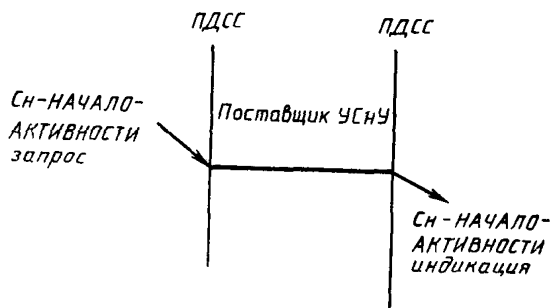 ПДСС
ПДСС
Сн-НАЧАЛО-
АКТИВНОСТИ
запрос
Поставщик УСнУ
Сн-НАЧАЛО-
АКТИВНОСТИ
индикация